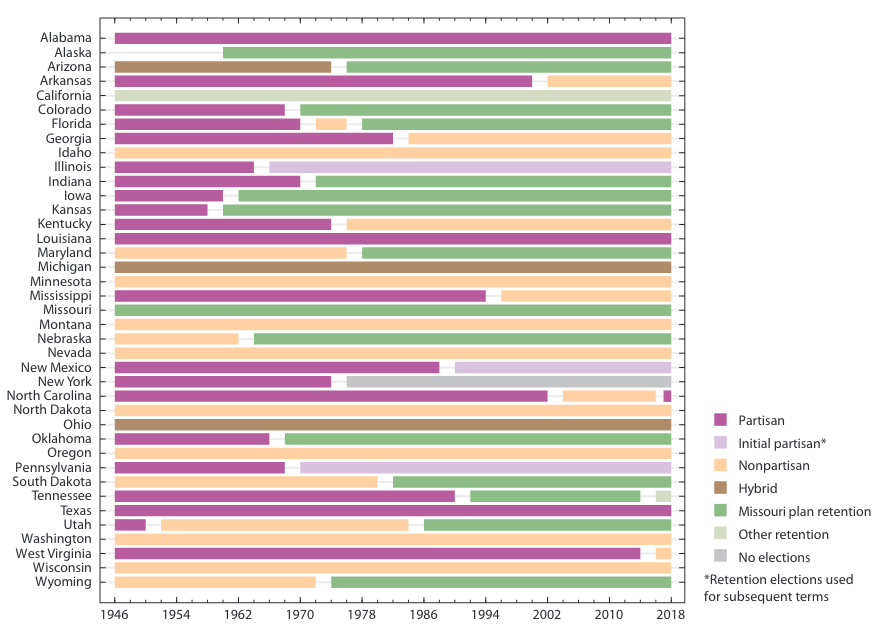 Alabama
Alaska
Arizona
Arkansas
California
Colorado
Florida
Georgia
Idaho
Illinois
Indiana
Iowa
Kansas
Kentucky
Louisiana
Maryland
Michigan
Minnesota
Mississippi
Missouri
Montana
Nebraska
Nevada
New Mexico
New York
North Carolina
North Dakota
Ohio
Oklahoma
Oregon
Pennsylvania
South Dakota
Tennessee
Texas
Utah
Washington
West Virginia
Wisconsin
Wyoming
1946 1954 1962 1970 1978 1986 1994 2002 2010 2018
Partisan
Initial partisan*
Nonpartisan
Hybrid
Missouri plan retention
Other retention
No elections
*Retention elections used
for subsequent terms